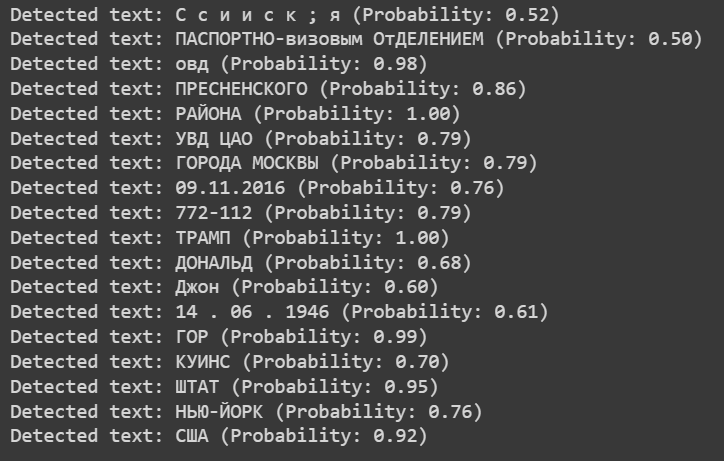 Detected text: С с и и с к ; я (Probability: 0.52)
Detected text: ПАСПОРТНО-визовым ОтДЕЛЕНИЕМ (Probability: 0.50)
Detected text: овд (Probability: 0.98)
Detected text: ПРЕСНЕНСКОГО (Probability: 0.86)
Detected text: РАЙОНА (Probability: 1.00)
Detected text: УВД ЦАО (Probability: 0.79)
Detected text: ГОРОДА МОСКВЫ (Probability: 0.79)
Detected text: 09.11.2016 (Probability: 0.76)
Detected text: 772-112 (Probability: 0.79)
Detected text: ТРАМП (Probability: 1.00)
Detected text: ДОНАЛЬД (Probability: 0.68)
Detected text: Джон (Probability: 0.60)
Detected text: 14 . 06 . 1946 (Probability: 0.61)
Detected text: ГОР (Probability: 0.99)
Detected text: КУИНС (Probability: 0.70)
Detected text: ШТАТ (Probability: 0.95)
Detected text: НЬЮ-ЙОРК (Probability: 0.76)
Detected text: США (Probability: 0.92)